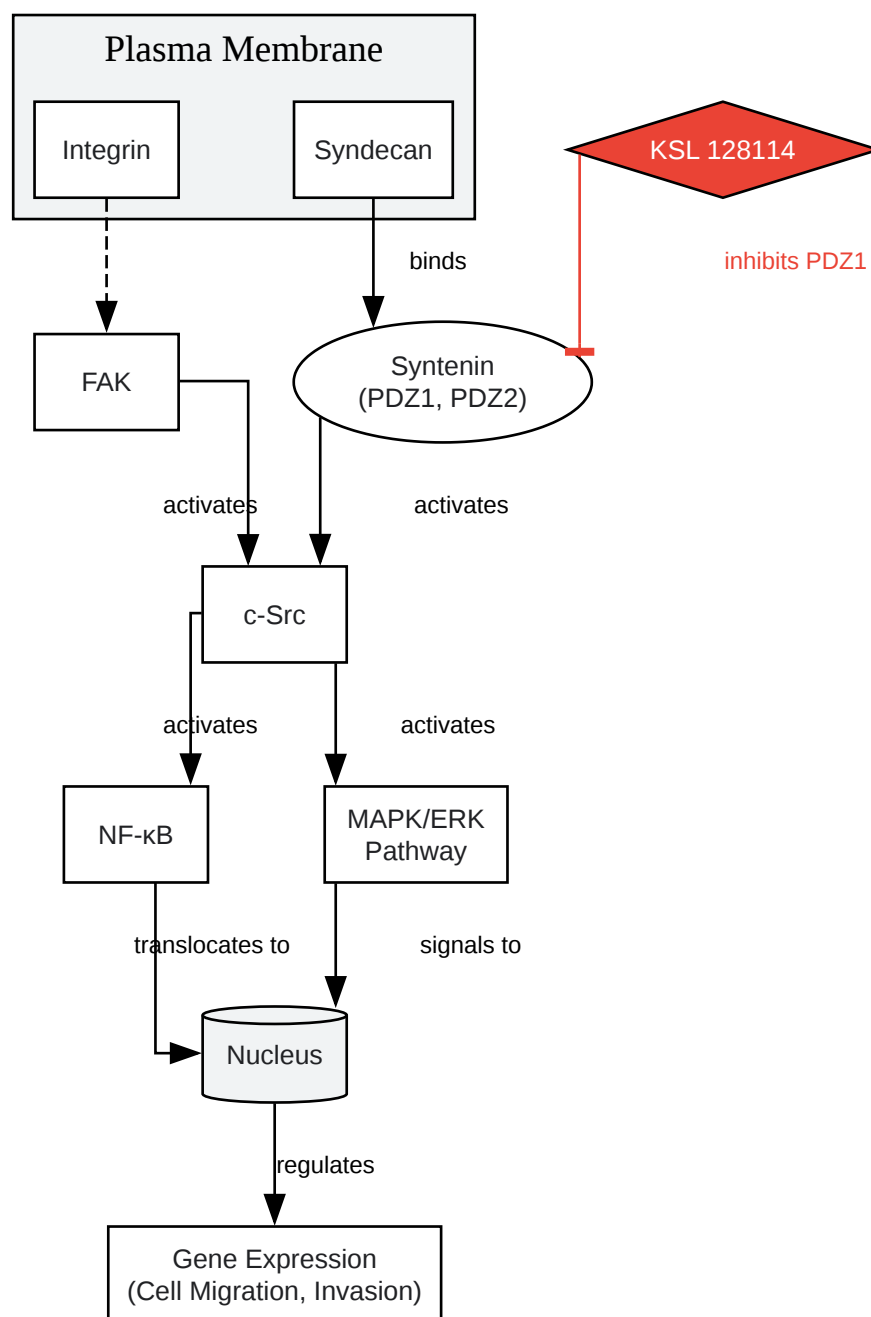 Plasma Membrane
Integrin
Syndecan
KSL 128114
binds
inhibits PDZ1
FAK
Syntenin
(PDZ1, PDZ2)
activates
activates
c-Src
activates
activates
NF-κB
MAPK/ERK
Pathway
translocates to
signals to
Nucleus
regulates
Gene Expression
(Cell Migration, Invasion)